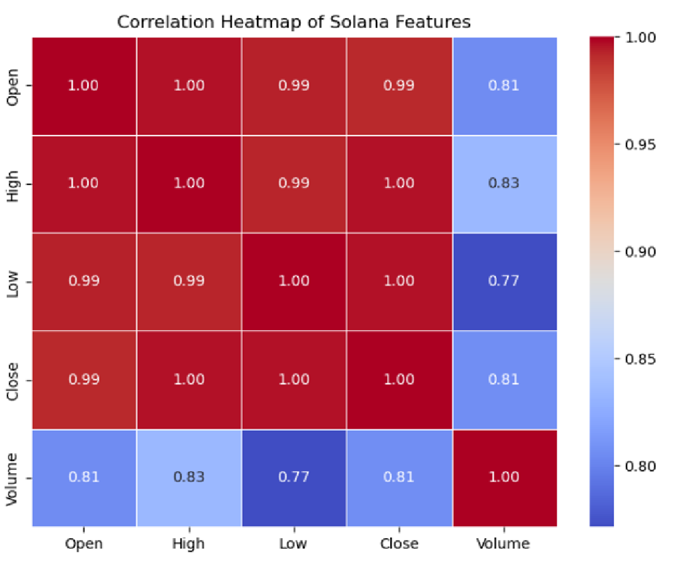 Correlation Heatmap of Solana Features
Open 1.00 1.00 0.99 0.99 0.81
High 1.00 1.00 0.99 1.00 0.83
Low 0.99 0.99 1.00 1.00 0.77
Close 0.99 1.00 1.00 1.00 0.81
Volume 0.81 0.83 0.77 0.81 1.00
Open High Low Close Volume
1.00
0.95
0.90
0.85
0.80